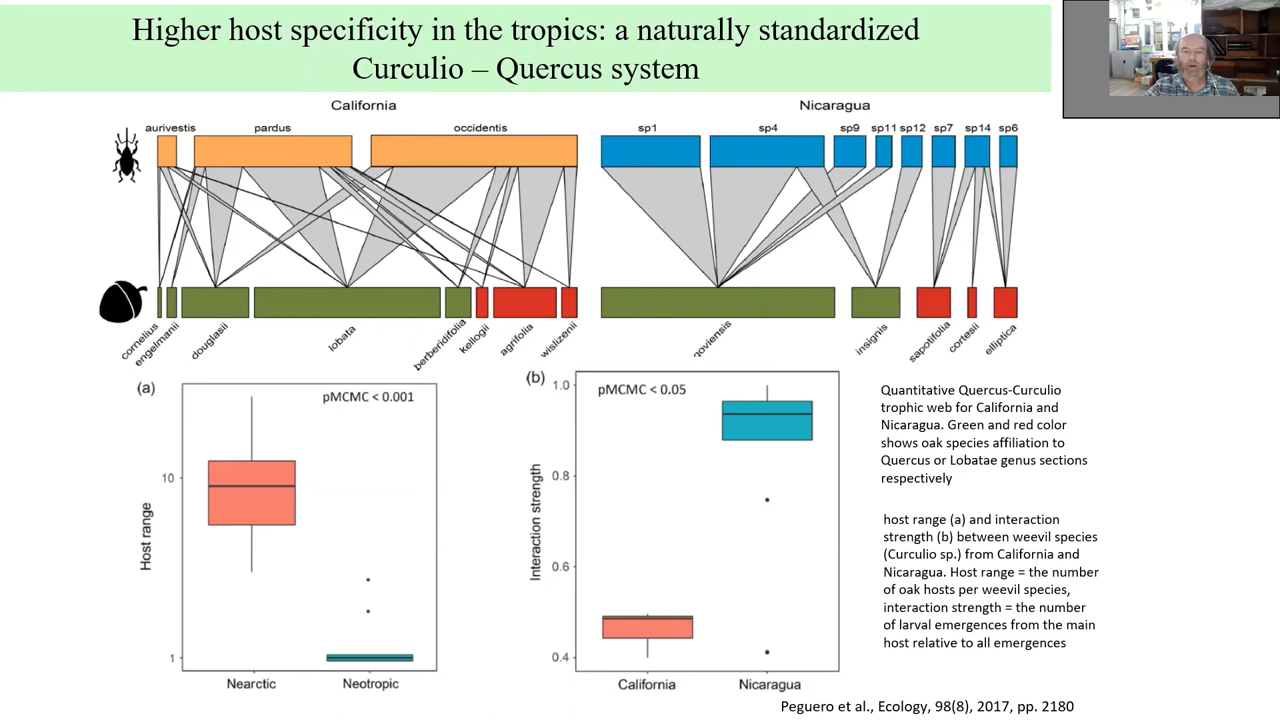 Higher host specificity in the tropics: a naturally standardized
Curculio – Quercus system
California
Nicaragua
aurivestis pardus occidentis
sp1 sp4 sp9 sp11 sp12 sp7 sp14 sp6
cornelius engelmanii douglasii lobata berberidifolia kellogii agrifolia wislizenii
ooviensis insignis sapotifolia cortesii elliptica
(a)
pMCMC < 0.001
Host range
10
1
Nearctic Neotropic
(b)
pMCMC < 0.05
Interaction strength
1.0
0.8
0.6
0.4
California Nicaragua
Quantitative Quercus-Curculio
trophic web for California and
Nicaragua. Green and red color
shows oak species affiliation to
Quercus or Lobatae genus sections
respectively
host range (a) and interaction
strength (b) between weevil species
(Curculio sp.) from California and
Nicaragua. Host range = the number
of oak hosts per weevil species,
interaction strength = the number
of larval emergences from the main
host relative to all emergences
Peguero et al., Ecology, 98(8), 2017, pp. 2180